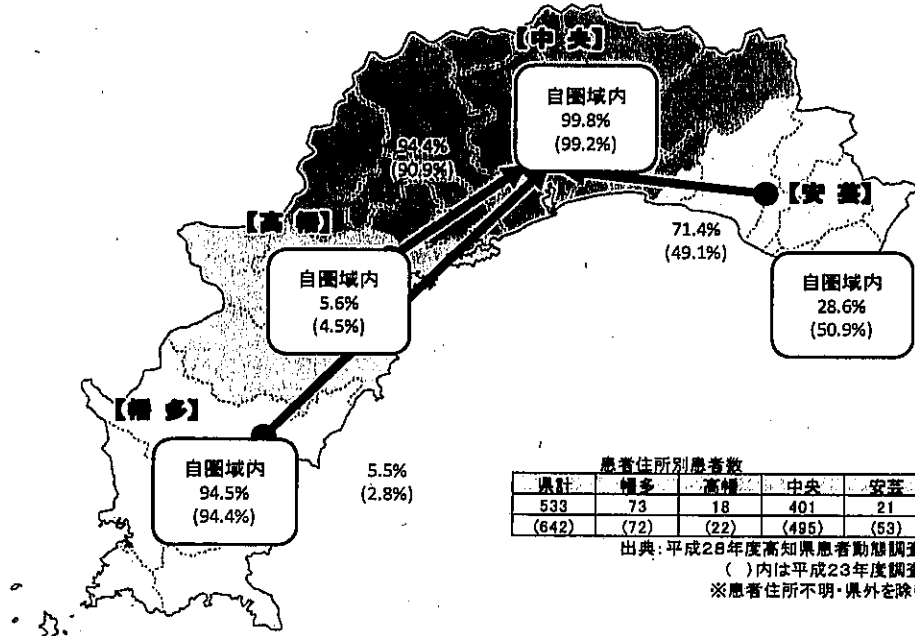 【中 央】
自圏域内
99.8%
(99.2%)
94.4%
(90.9%)
【安 芸】
71.4%
(49.1%)
自圏域内
28.6%
(50.9%)
【高 幡】
自圏域内
5.6%
(4.5%)
【幡 多】
自圏域内
94.5%
(94.4%)
5.5%
(2.8%)
患者住所別患者数
県計 幡多 高幡 中央 安芸
533 73 18 401 21
(642) (72) (22) (495) (53)
出典:平成28年度高知県患者動態調査
( )内は平成23年度調査
※患者住所不明・県外を除